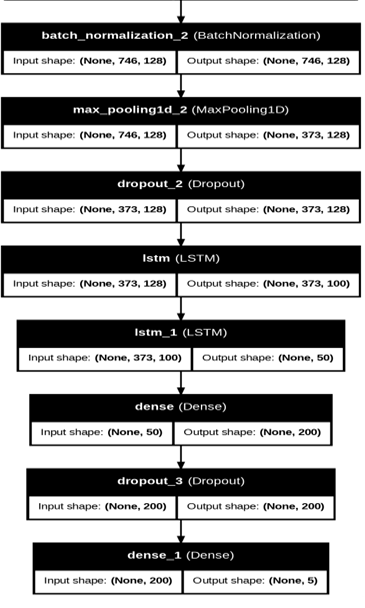 batch_normalization_2 (BatchNormalization)
Input shape: (None, 746, 128) Output shape: (None, 746, 128)
max_pooling1d_2 (MaxPooling1D)
Input shape: (None, 746, 128) Output shape: (None, 373, 128)
dropout_2 (Dropout)
Input shape: (None, 373, 128) Output shape: (None, 373, 128)
lstm (LSTM)
Input shape: (None, 373, 128) Output shape: (None, 373, 100)
lstm_1 (LSTM)
Input shape: (None, 373, 100) Output shape: (None, 50)
dense (Dense)
Input shape: (None, 50) Output shape: (None, 200)
dropout_3 (Dropout)
Input shape: (None, 200) Output shape: (None, 200)
dense_1 (Dense)
Input shape: (None, 200) Output shape: (None, 5)